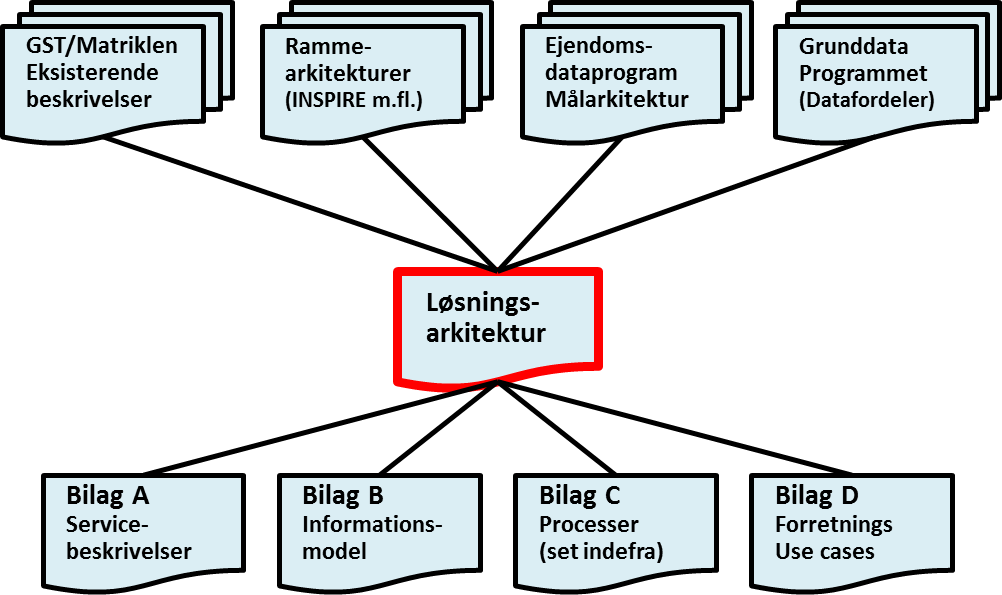 GST/Matriklen
Eksisterende
beskrivelser
Ramme-
arkitekturer
(INSPIRE m.fl.)
Ejendoms-
dataprogram
Målarkitektur
Grunddata
Programmet
(Datafordeler)
Løsnings-
arkitektur
Bilag A
Service-
beskrivelser
Bilag B
Informations-
model
Bilag C
Processer
(set indefra)
Bilag D
Forretnings
Use cases